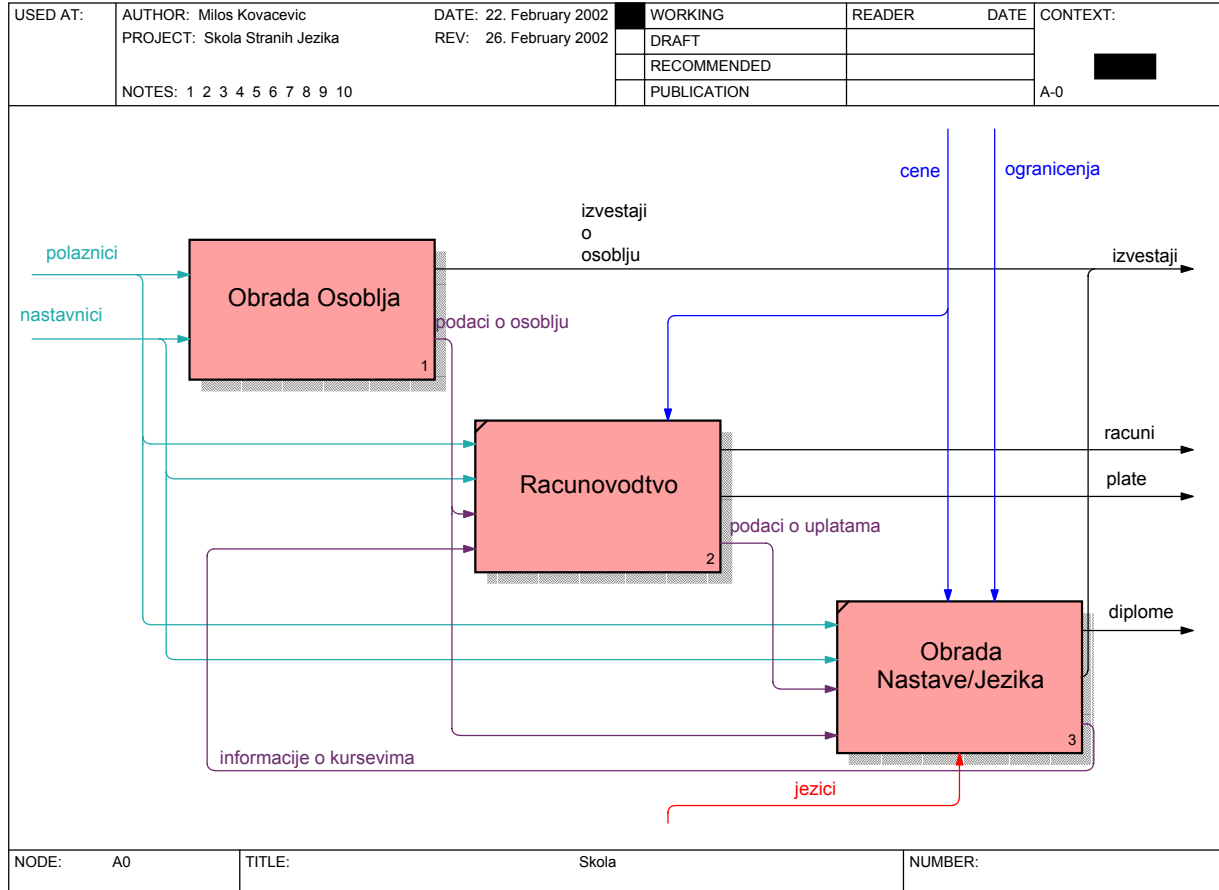 USED AT:
AUTHOR: Milos Kovacevic
DATE: 22. February 2002
PROJECT: Skola Stranih Jezika
REV: 26. February 2002
NOTES: 1 2 3 4 5 6 7 8 9 10
WORKING
DRAFT
RECOMMENDED
PUBLICATION
READER DATE
CONTEXT:
A-0
cene
ogranicenja
izvestaji
o
osoblju
polaznici
izvestaji
nastavnici
Obrada Osoblja
1
podaci o osoblju
racuni
Racunovodtvo
2
plate
podaci o uplatama
diplome
Obrada
Nastave/Jezika
3
informacije o kursevima
jezici
NODE: A0
TITLE: Skola
NUMBER: